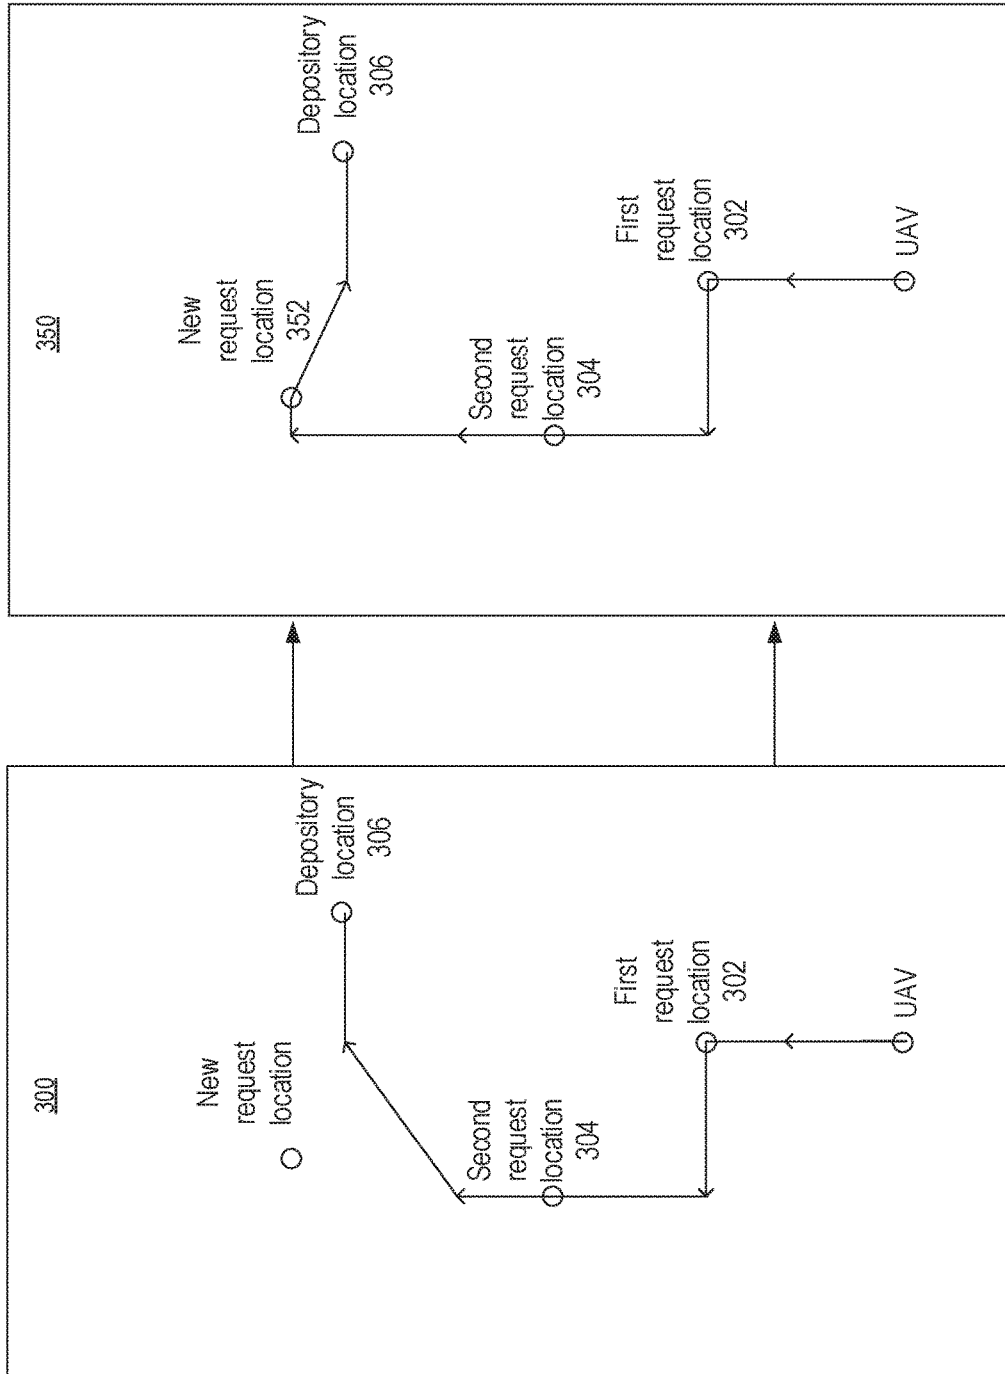 300
New
request
location
Depository
location
306
Second
request
location
304
First
request
location
302
UAV
350
New
request
location
352
Depository
location
306
Second
request
location
304
First
request
location
302
UAV